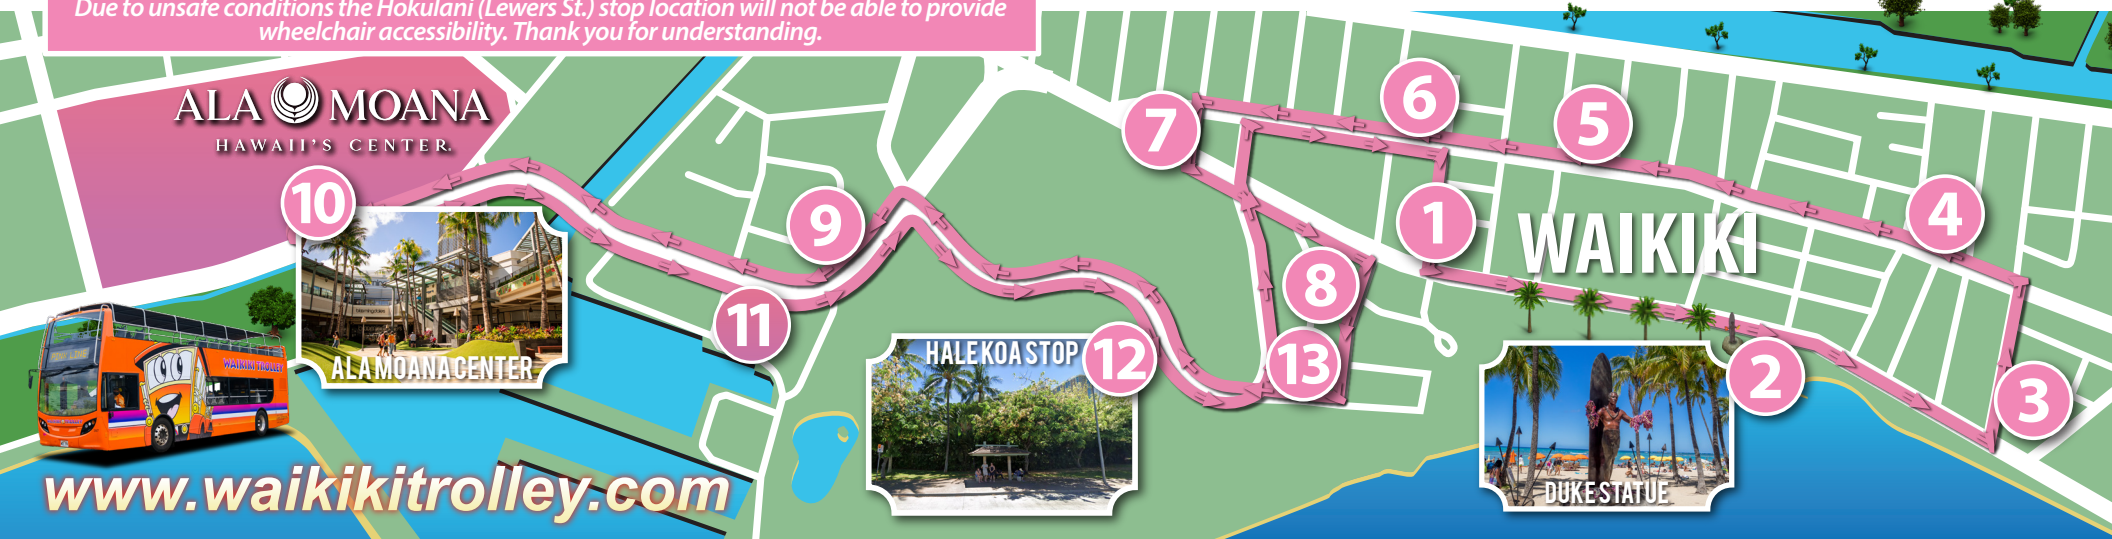 Due to unsafe conditions the Hokulani (Lewers St.) stop location will not be able to provide
wheelchair accessibility. Thank you for understanding.
ALA MOANA
HAWAII'S CENTER.
6
5
7
10
4
9
1
WAIKIKI
8
11
WAIKIKI TROLLEY
HALE KOA STOP
12
13
ALA MOANA CENTER
2
3
DUKE STATUE
www.waikikitrolley.com